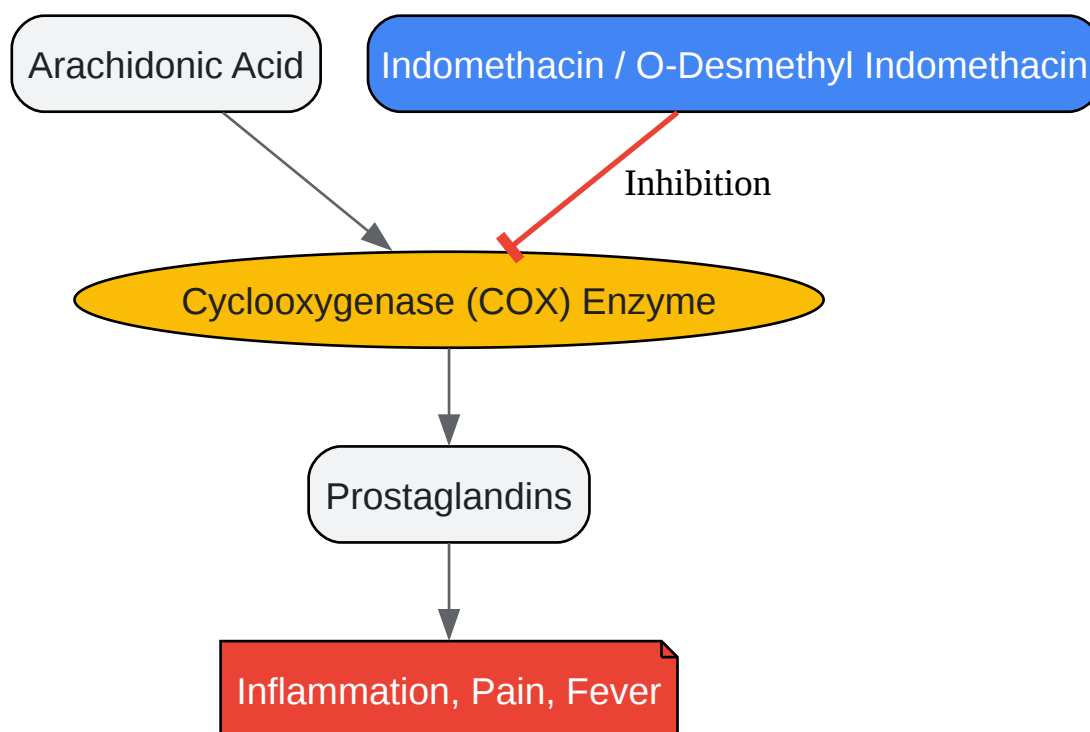 Arachidonic Acid
Indomethacin / O-Desmethyl Indomethacin
Inhibition
Cyclooxygenase (COX) Enzyme
Prostaglandins
Inflammation, Pain, Fever